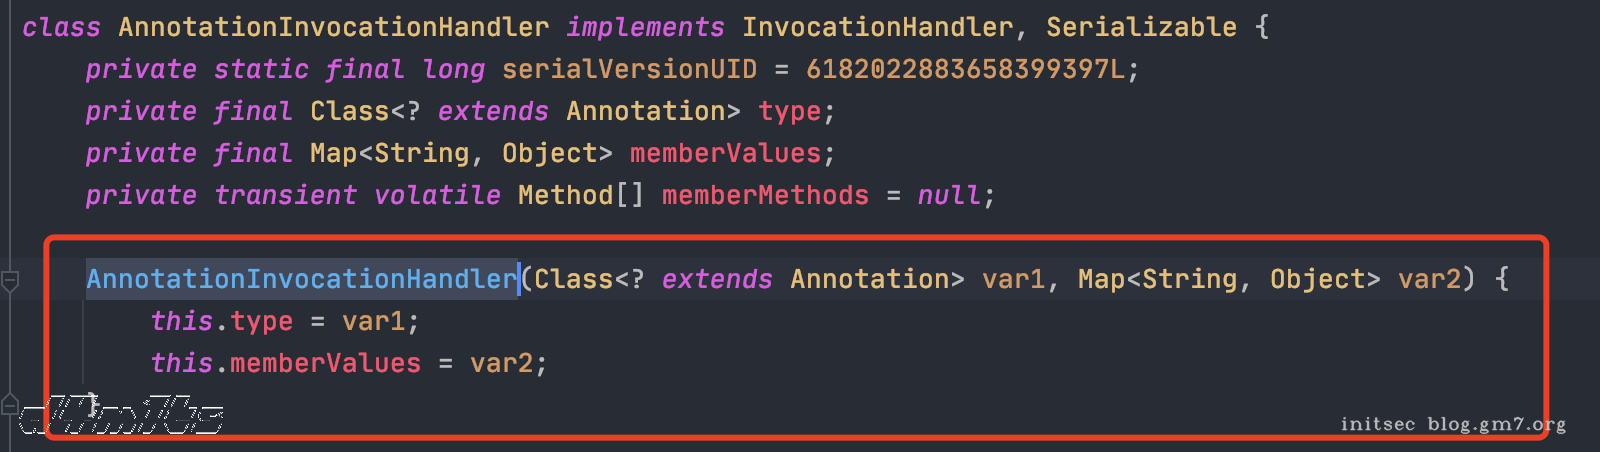 class AnnotationInvocationHandler implements InvocationHandler, Serializable {
    private static final long serialVersionUID = 6182022883658399397L;
    private final Class<? extends Annotation> type;
    private final Map<String, Object> memberValues;
    private transient volatile Method[] memberMethods = null;
    AnnotationInvocationHandler(Class<? extends Annotation> var1, Map<String, Object> var2) {
        this.type = var1;
        this.memberValues = var2;
    }
initsec blog.gm7.org